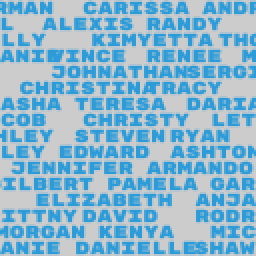 RMAN CARISSA ANDR
L ALEXIS RANDY
LLY KIMYETTA THO
ANIE VINCE RENEE M
JOHNATHAN SERGI
CHRISTINA TRACY
ASHA TERESA DARIA
COB CHRISTY LET
HLEY STEVEN RYAN
LEY EDWARD ASHTON
JENNIFER ARMANDO
ILBERT PAMELA GAR
ELIZABETH ANJA
ITTNY DAVID RODR
MORGAN KENYA MIC
ANIE DANIELLE SHAW